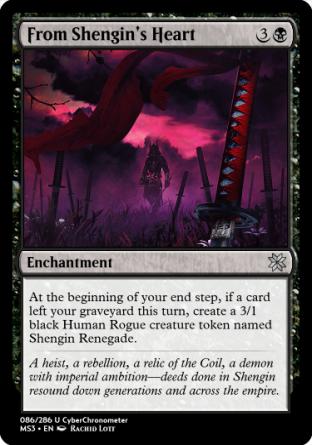 From Shengin's Heart 3
Enchantment
At the beginning of your end step, if a card
left your graveyard this turn, create a 3/1
black Human Rogue creature token named
Shengin Renegade.
A heist, a rebellion, a relic of the Coil, a demon
with imperial ambition—deeds done in Shengin
resound down generations and across the empire.
086/286 U CyberChronometer
MS3 • EN Rachid Lotf